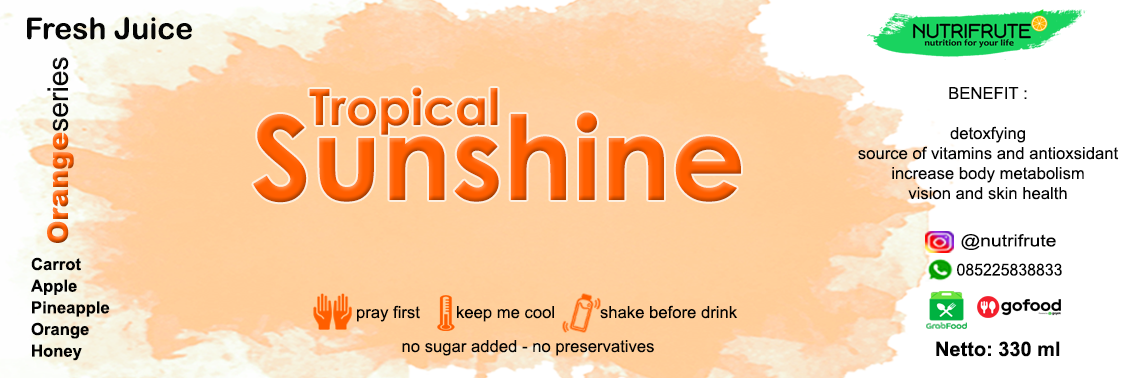 Fresh Juice
Orangeseries
Carrot
Apple
Pineapple
Orange
Honey
Tropical
Sunshine
pray first keep me cool shake before drink
no sugar added - no preservatives
NUTRIFRUTE
nutrition for your life
BENEFIT :
detoxfying
source of vitamins and antioxsidant
increase body metabolism
vision and skin health
@nutrifrute
085225838833
GrabFood gofood
Netto: 330 ml